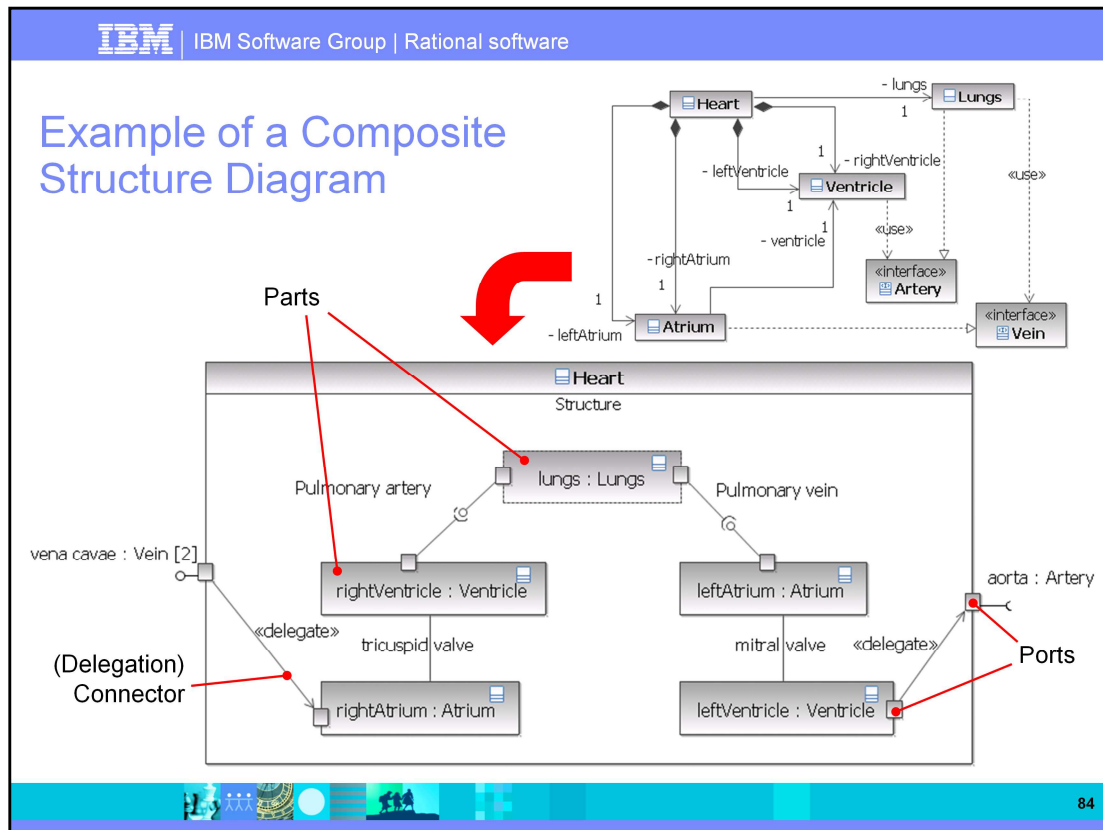 IBM | IBM Software Group | Rational software
Example of a Composite
Structure Diagram
Heart
- lungs
1
Lungs
1
- rightVentricle
- leftVentricle
Ventricle
«use»
1
1
- ventricle
«use»
- rightAtrium
1
«interface»
Artery
1
- leftAtrium
Atrium
«interface»
Vein
Parts
Heart
Structure
lungs : Lungs
Pulmonary artery
Pulmonary vein
vena cavae : Vein [2]
rightVentricle : Ventricle
leftAtrium : Atrium
aorta : Artery
«delegate»
tricuspid valve
mitral valve
«delegate»
Ports
(Delegation)
Connector
rightAtrium : Atrium
leftVentricle : Ventricle
84